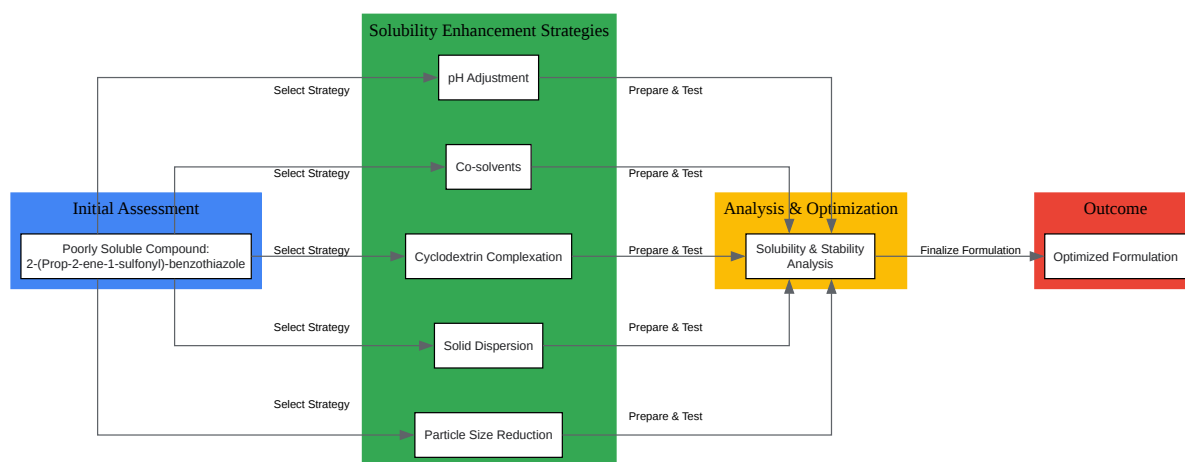 Solubility Enhancement Strategies
pH Adjustment
Select Strategy
Prepare & Test
Co-solvents
Select Strategy
Prepare & Test
Initial Assessment
Poorly Soluble Compound:
2-(Prop-2-ene-1-sulfonyl)-benzothiazole
Select Strategy
Cyclodextrin Complexation
Prepare & Test
Analysis & Optimization
Solubility & Stability
Analysis
Finalize Formulation
Outcome
Optimized Formulation
Select Strategy
Solid Dispersion
Prepare & Test
Select Strategy
Particle Size Reduction
Prepare & Test